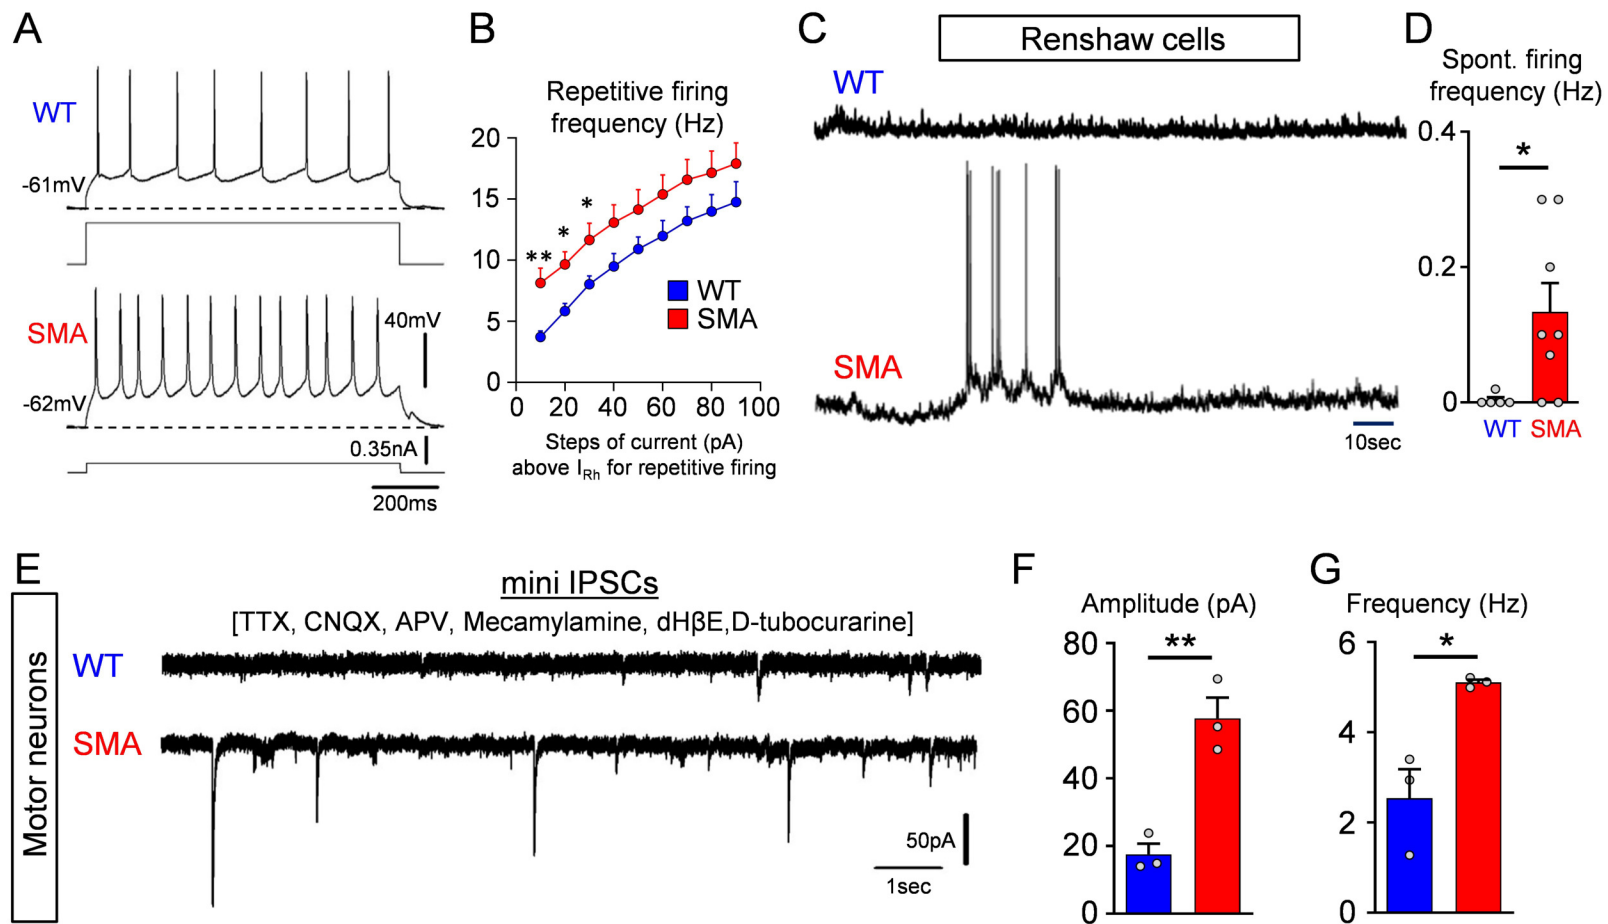 A
WT
-61mV
SMA
40mV
-62mV
0.35nA
200ms
B
Repetitive firing
frequency (Hz)
20
15
10
5
0
**
*
*
WT
SMA
0 20 40 60 80 100
Steps of current (pA)
above IRh for repetitive firing
C
Renshaw cells
WT
SMA
10sec
D
Spont. firing
frequency (Hz)
0.4
0.2
0
*
WT SMA
E
Motor neurons
mini IPSCs
[TTX, CNQX, APV, Mecamylamine, dHβE,D-tubocurarine]
WT
SMA
50pA
1sec
F
Amplitude (pA)
80
60
40
20
0
**
G
Frequency (Hz)
6
4
2
0
*